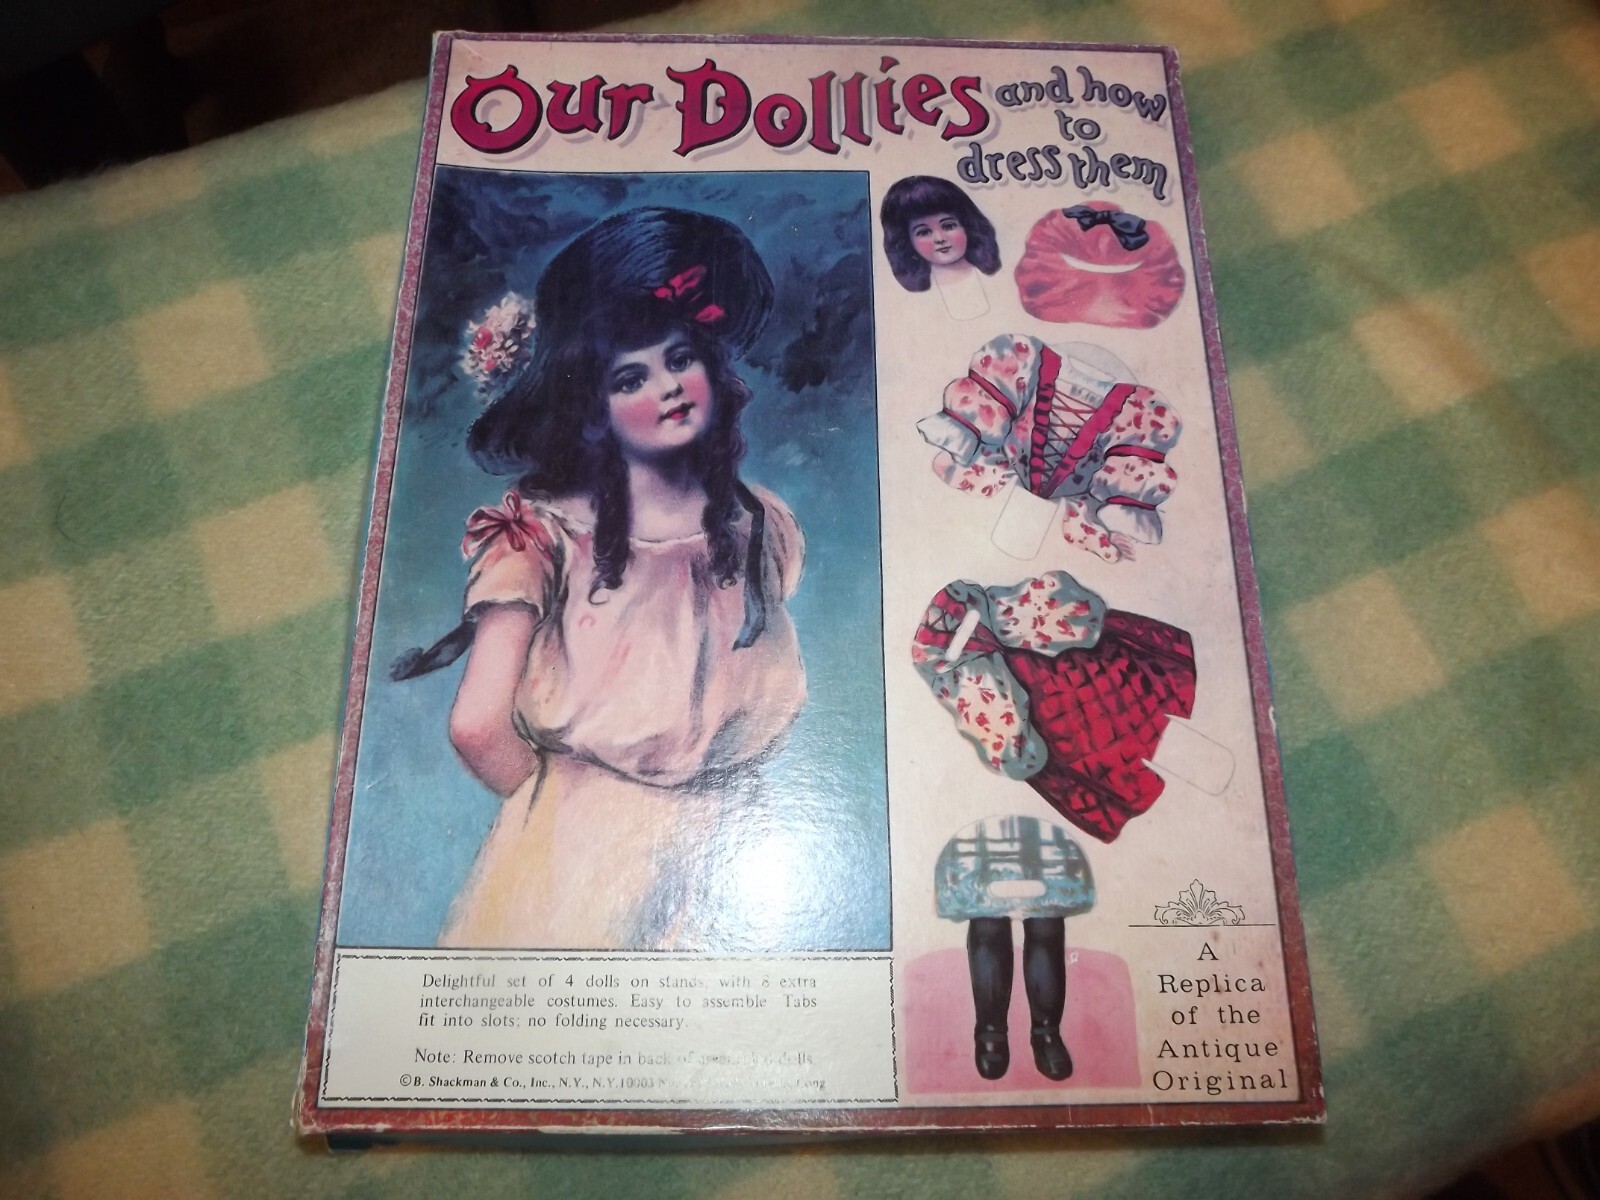 Our Dollies
and how
to
dress them
Delightful set of 4 dolls on stands, with 8 extra
interchangeable costumes. Easy to assemble Tabs
fit into slots; no folding necessary.
Note: Remove scotch tape in back of dolls
©B. Shackman & Co., Inc., N.Y., N.Y. 10003
A
Replica
of the
Antique
Original